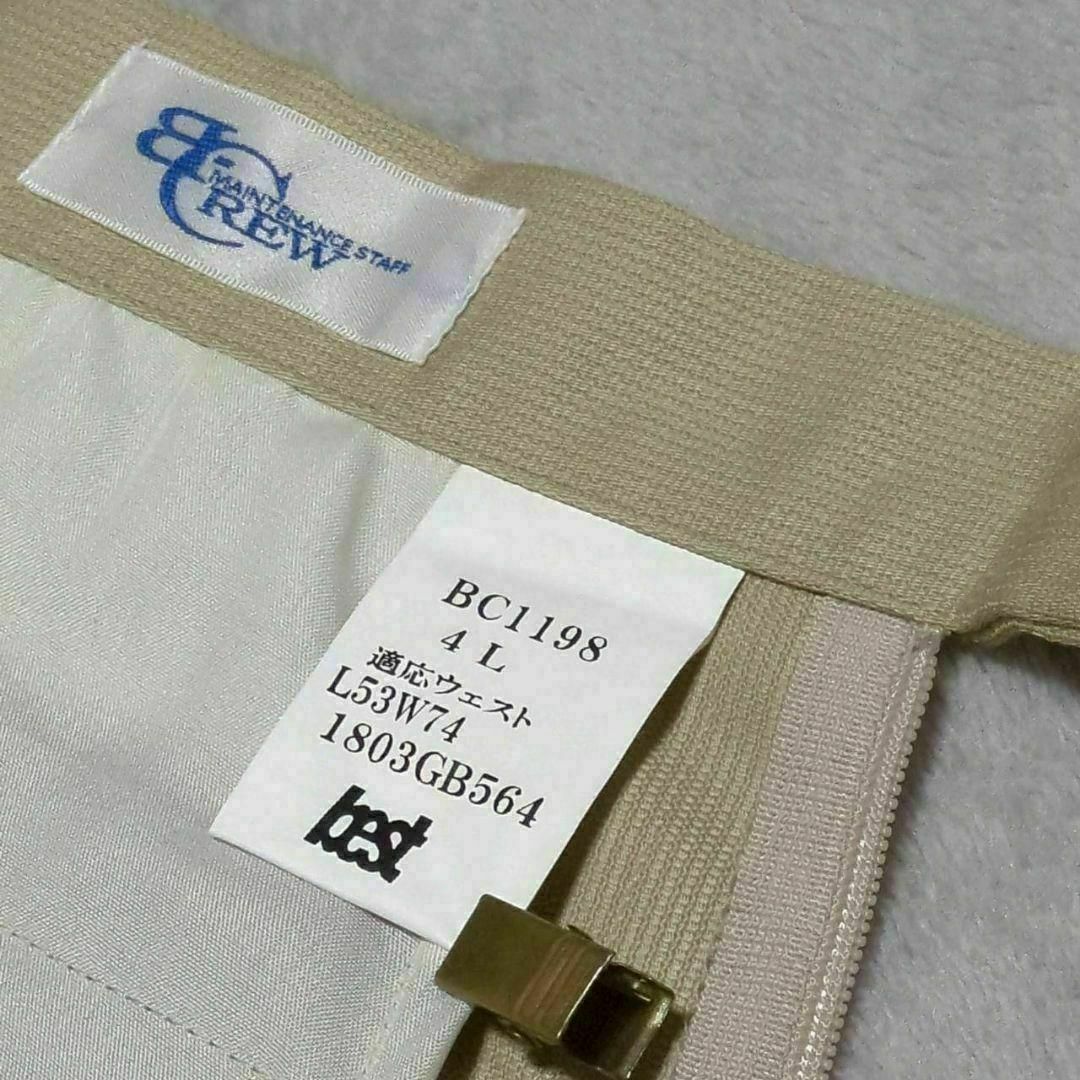 B-CREW
MAINTENANCE STAFF
BC1198
4 L
適応ウェスト
L53W74
1803GB564
best